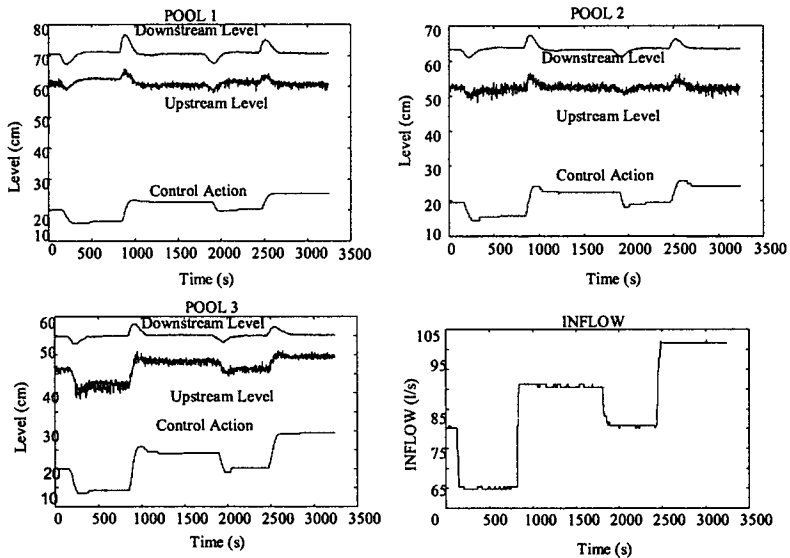 POOL 1
80
70
60
50
40
30
20
10
Level (cm)
Downstream Level
Upstream Level
Control Action
0 500 1000 1500 2000 2500 3000 3500
Time (s)
POOL 2
70
60
50
40
30
20
10
Level (cm)
Downstream Level
Upstream Level
Control Action
0 500 1000 1500 2000 2500 3000 3500
Time (s)
POOL 3
60
50
40
30
20
10
Level (cm)
Downstream Level
Upstream Level
Control Action
0 500 1000 1500 2000 2500 3000 3500
Time (s)
INFLOW
105
95
85
75
65
INFLOW (l/s)
0 500 1000 1500 2000 2500 3000 3500
Time (s)